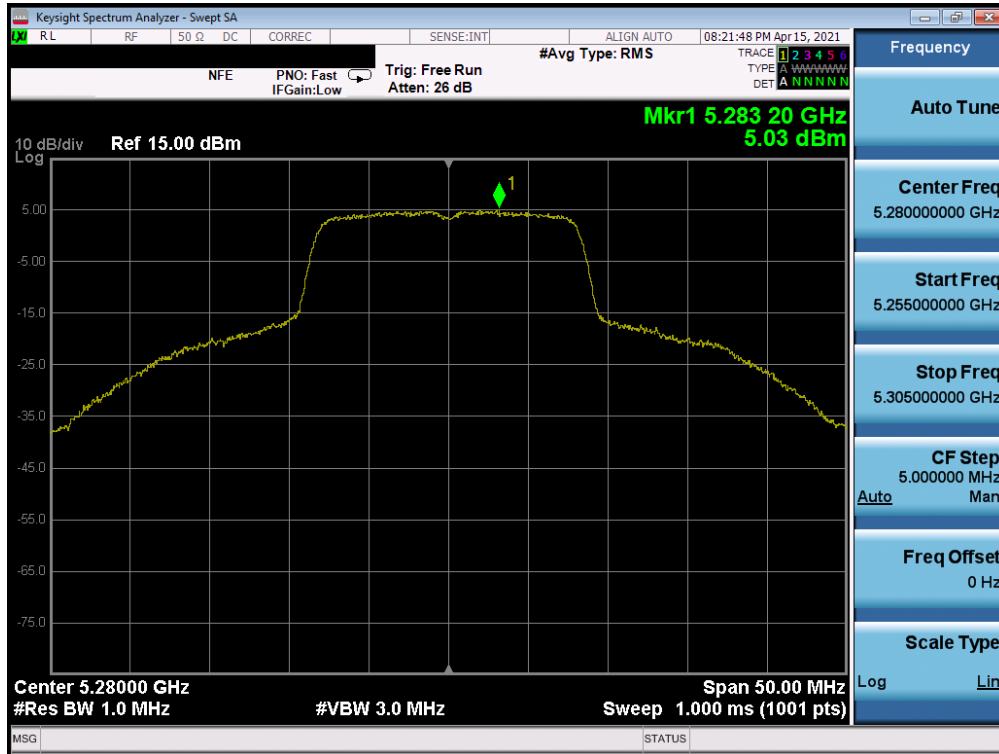 Keysight Spectrum Analyzer - Swept SA
LXI RL RF 50 Ω DC CORREC SENSE:INT ALIGN AUTO 08:21:48 PM Apr 15, 2021
NFE PNO: Fast Trig: Free Run #Avg Type: RMS TRACE 1 2 3 4 5 6
IFGain:Low Atten: 26 dB TYPE A WWWWW
DET A N N N N N
Mkr1 5.283 20 GHz
5.03 dBm
10 dB/div Ref 15.00 dBm
Log
1
5.00
-5.00
-15.0
-25.0
-35.0
-45.0
-55.0
-65.0
-75.0
Center 5.28000 GHz Span 50.00 MHz
#Res BW 1.0 MHz #VBW 3.0 MHz Sweep 1.000 ms (1001 pts)
MSG STATUS
Frequency
Auto Tune
Center Freq
5.280000000 GHz
Start Freq
5.255000000 GHz
Stop Freq
5.305000000 GHz
CF Step
5.000000 MHz
Auto Man
Freq Offset
0 Hz
Scale Type
Log Lin